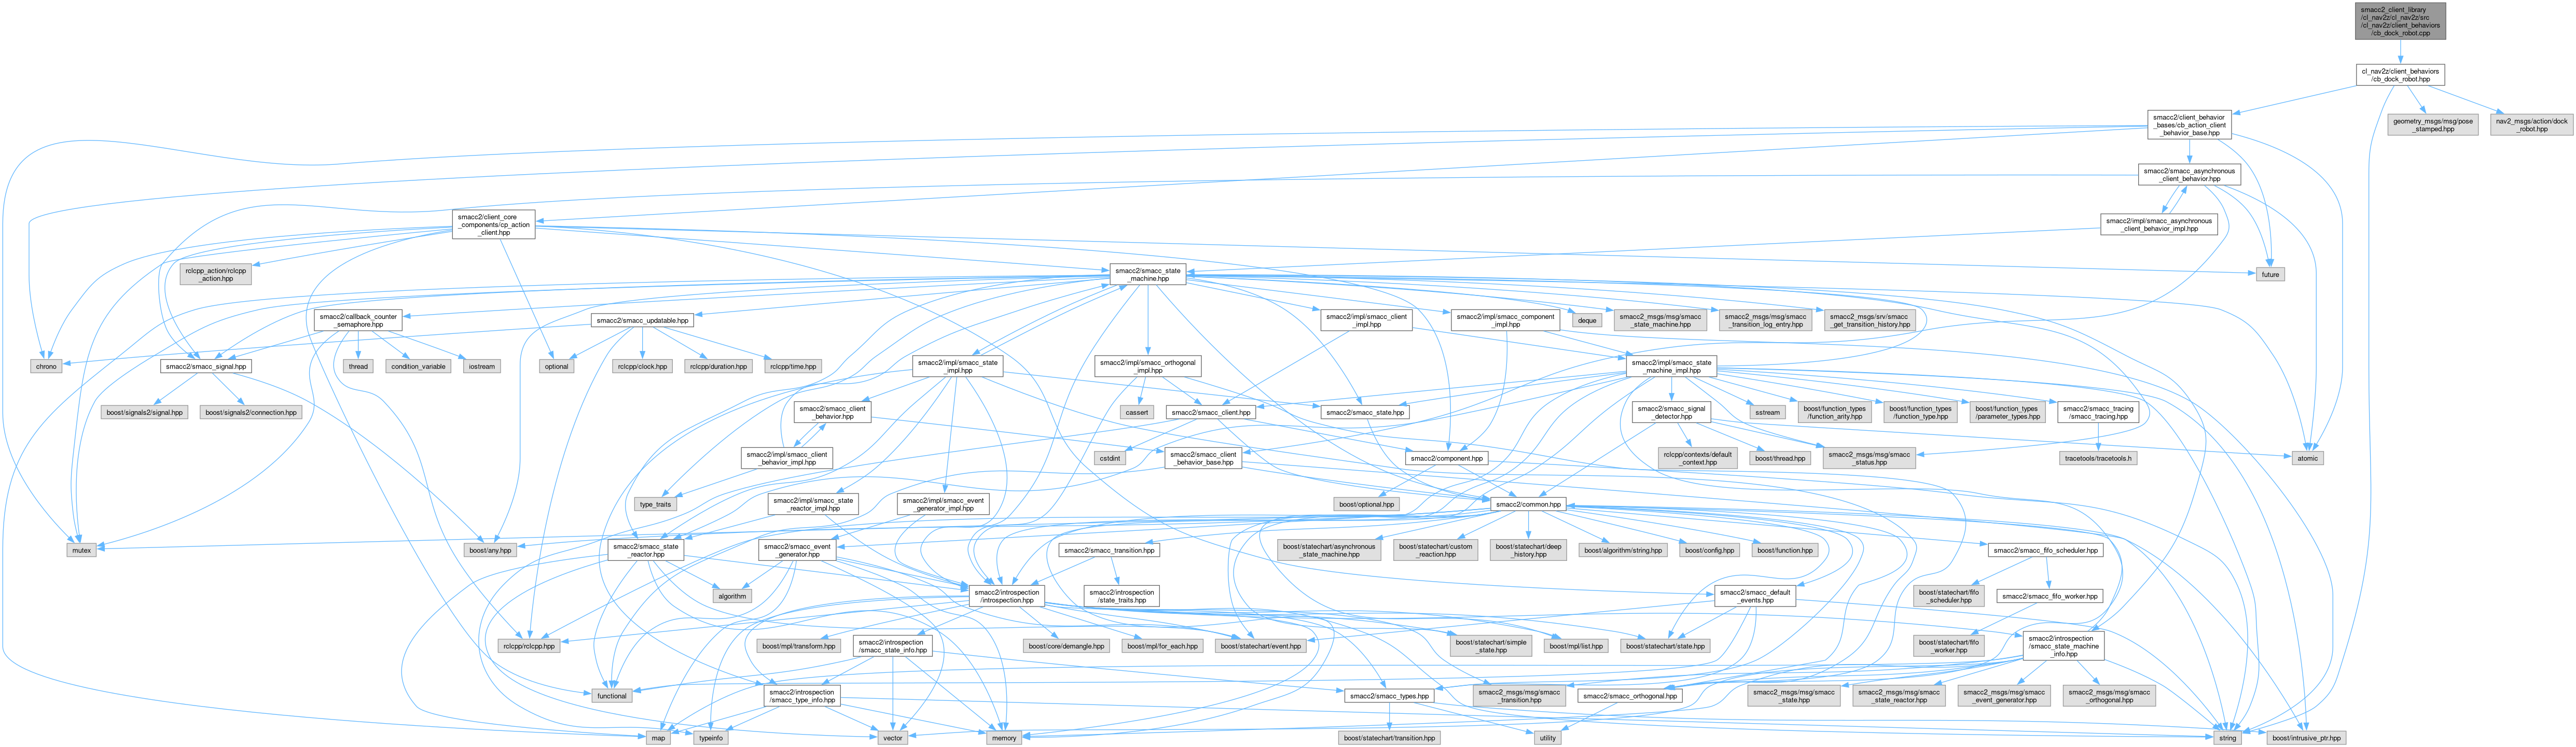 smacc2_client_library
/cl_nav2z/cl_nav2z/src
/cl_nav2z/client_behaviors
/cb_dock_robot.cpp
cl_nav2z/client_behaviors
/cb_dock_robot.hpp
smacc2/client_behavior
_bases/cb_action_client
_behavior_base.hpp
geometry_msgs/msg/pose
_stamped.hpp
nav2_msgs/action/dock
_robot.hpp
smacc2/smacc_asynchronous
_client_behavior.hpp
smacc2/client_core
_components/cp_action
_client.hpp
smacc2/impl/smacc_asynchronous
_client_behavior_impl.hpp
rclcpp_action/rclcpp
_action.hpp
smacc2/smacc_state
_machine.hpp
future
smacc2/callback_counter
_semaphore.hpp
smacc2/smacc_updatable.hpp
smacc2/impl/smacc_client
_impl.hpp
smacc2/impl/smacc_component
_impl.hpp
deque
smacc2_msgs/msg/smacc
_state_machine.hpp
smacc2_msgs/msg/smacc
_transition_log_entry.hpp
smacc2_msgs/srv/smacc
_get_transition_history.hpp
chrono
smacc2/smacc_signal.hpp
thread
condition_variable
iostream
optional
rclcpp/clock.hpp
rclcpp/duration.hpp
rclcpp/time.hpp
smacc2/impl/smacc_state
_impl.hpp
smacc2/impl/smacc_orthogonal
_impl.hpp
smacc2/impl/smacc_state
_machine_impl.hpp
boost/signals2/signal.hpp
boost/signals2/connection.hpp
smacc2/smacc_client
_behavior.hpp
cassert
smacc2/smacc_client.hpp
smacc2/smacc_state.hpp
smacc2/smacc_signal
_detector.hpp
sstream
boost/function_types
/function_arity.hpp
boost/function_types
/function_type.hpp
boost/function_types
/parameter_types.hpp
smacc2/smacc_tracing
/smacc_tracing.hpp
smacc2/impl/smacc_client
_behavior_impl.hpp
cstdint
smacc2/smacc_client
_behavior_base.hpp
smacc2/component.hpp
rclcpp/contexts/default
_context.hpp
boost/thread.hpp
smacc2_msgs/msg/smacc
_status.hpp
tracetools/tracetools.h
atomic
type_traits
smacc2/impl/smacc_state
_reactor_impl.hpp
smacc2/impl/smacc_event
_generator_impl.hpp
boost/optional.hpp
smacc2/common.hpp
mutex
boost/any.hpp
smacc2/smacc_state
_reactor.hpp
smacc2/smacc_event
_generator.hpp
smacc2/smacc_transition.hpp
boost/statechart/asynchronous
_state_machine.hpp
boost/statechart/custom
_reaction.hpp
boost/statechart/deep
_history.hpp
boost/algorithm/string.hpp
boost/config.hpp
boost/function.hpp
smacc2/smacc_fifo_scheduler.hpp
algorithm
smacc2/introspection
/introspection.hpp
smacc2/introspection
/state_traits.hpp
smacc2/smacc_default
_events.hpp
boost/statechart/fifo
_scheduler.hpp
smacc2/smacc_fifo_worker.hpp
rclcpp/rclcpp.hpp
boost/mpl/transform.hpp
smacc2/introspection
/smacc_state_info.hpp
boost/core/demangle.hpp
boost/mpl/for_each.hpp
boost/statechart/event.hpp
boost/statechart/simple
_state.hpp
boost/mpl/list.hpp
boost/statechart/state.hpp
boost/statechart/fifo
_worker.hpp
smacc2/introspection
/smacc_state_machine
_info.hpp
functional
smacc2/introspection
/smacc_type_info.hpp
smacc2_msgs/msg/smacc
_transition.hpp
smacc2/smacc_types.hpp
smacc2/smacc_orthogonal.hpp
smacc2_msgs/msg/smacc
_state.hpp
smacc2_msgs/msg/smacc
_state_reactor.hpp
smacc2_msgs/msg/smacc
_event_generator.hpp
smacc2_msgs/msg/smacc
_orthogonal.hpp
map
typeinfo
vector
memory
boost/statechart/transition.hpp
utility
string
boost/intrusive_ptr.hpp